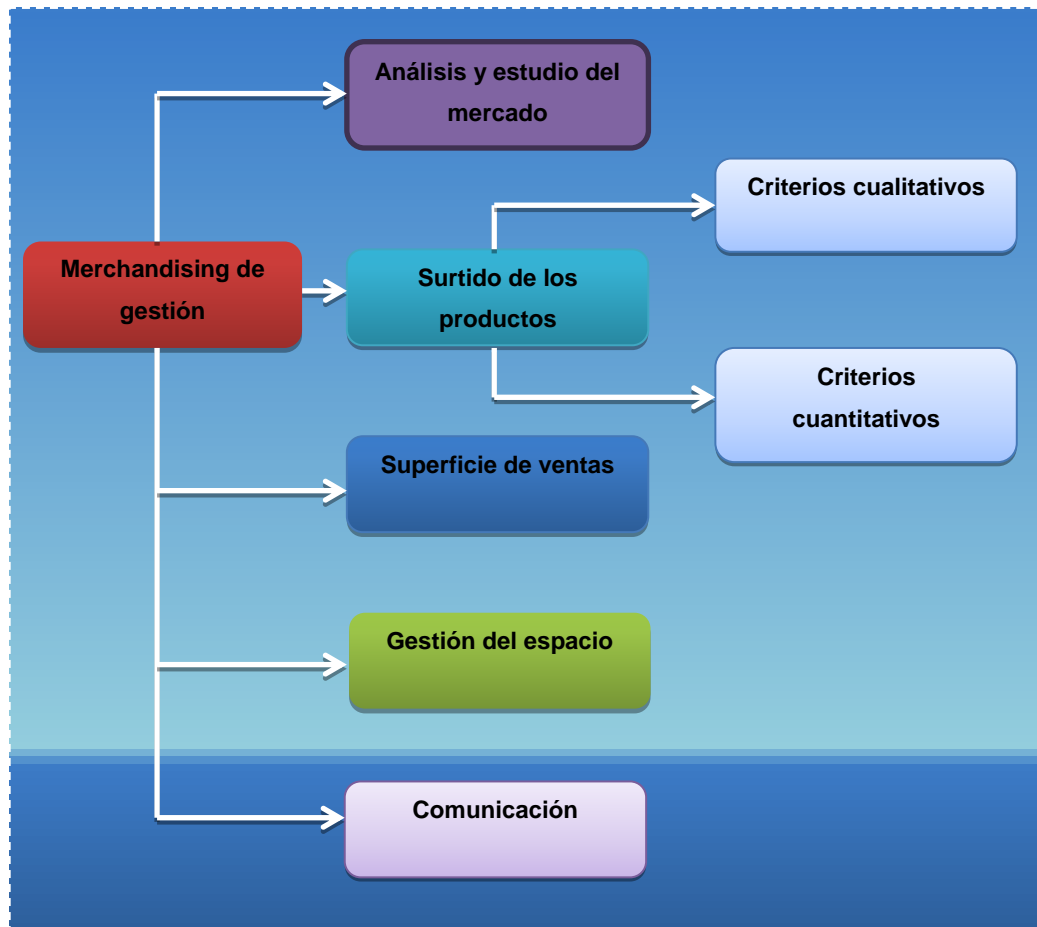 Análisis y estudio del
mercado
Criterios cualitativos
Merchandising de
gestión
Surtido de los
productos
Criterios
cuantitativos
Superficie de ventas
Gestión del espacio
Comunicación